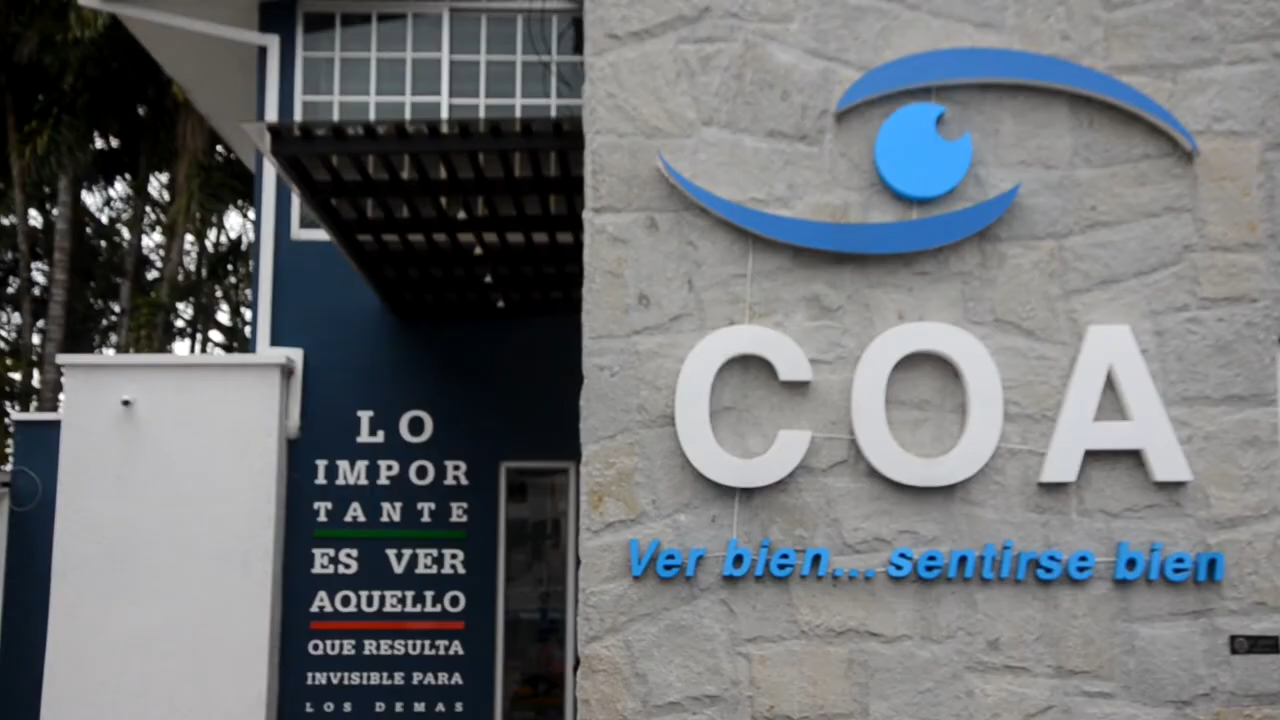 LO
IMPOR
TANTE
ES VER
AQUELLO
QUE RESULTA
INVISIBLE PARA
LOS DEMAS
COA
Ver bien... sentirse bien